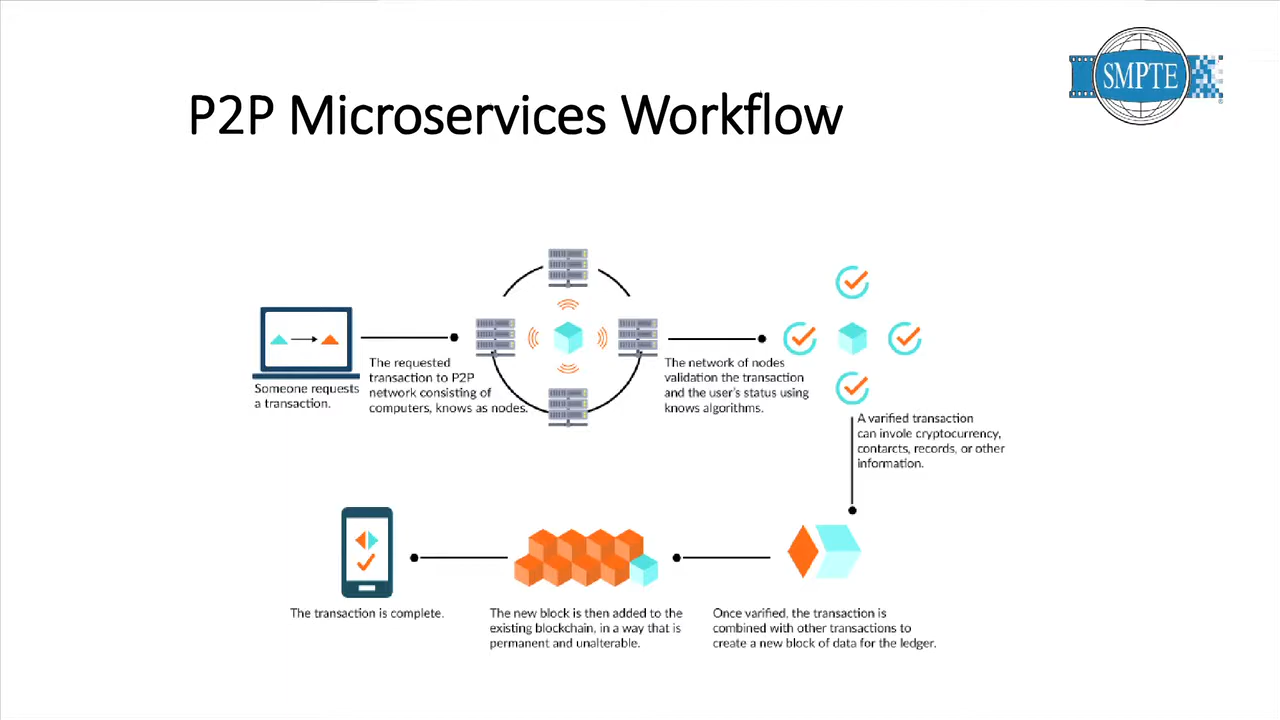 SMPTE
P2P Microservices Workflow
Someone requests
a transaction.
The requested
transaction to P2P
network consisting of
computers, knows as nodes.
The network of nodes
validation the transaction
and the user's status using
knows algorithms.
A varified transaction
can invole cryptocurrency,
contarcts, records, or other
information.
Once varified, the transaction is
combined with other transactions to
create a new block of data for the ledger.
The new block is then added to the
existing blockchain, in a way that is
permanent and unalterable.
The transaction is complete.